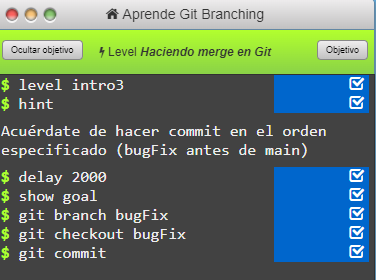 Aprende Git Branching
Ocultar objetivo
Level Haciendo merge en Git
Objetivo
$ level intro3
$ hint
Acuérdate de hacer commit en el orden
especificado (bugFix antes de main)
$ delay 2000
$ show goal
$ git branch bugFix
$ git checkout bugFix
$ git commit